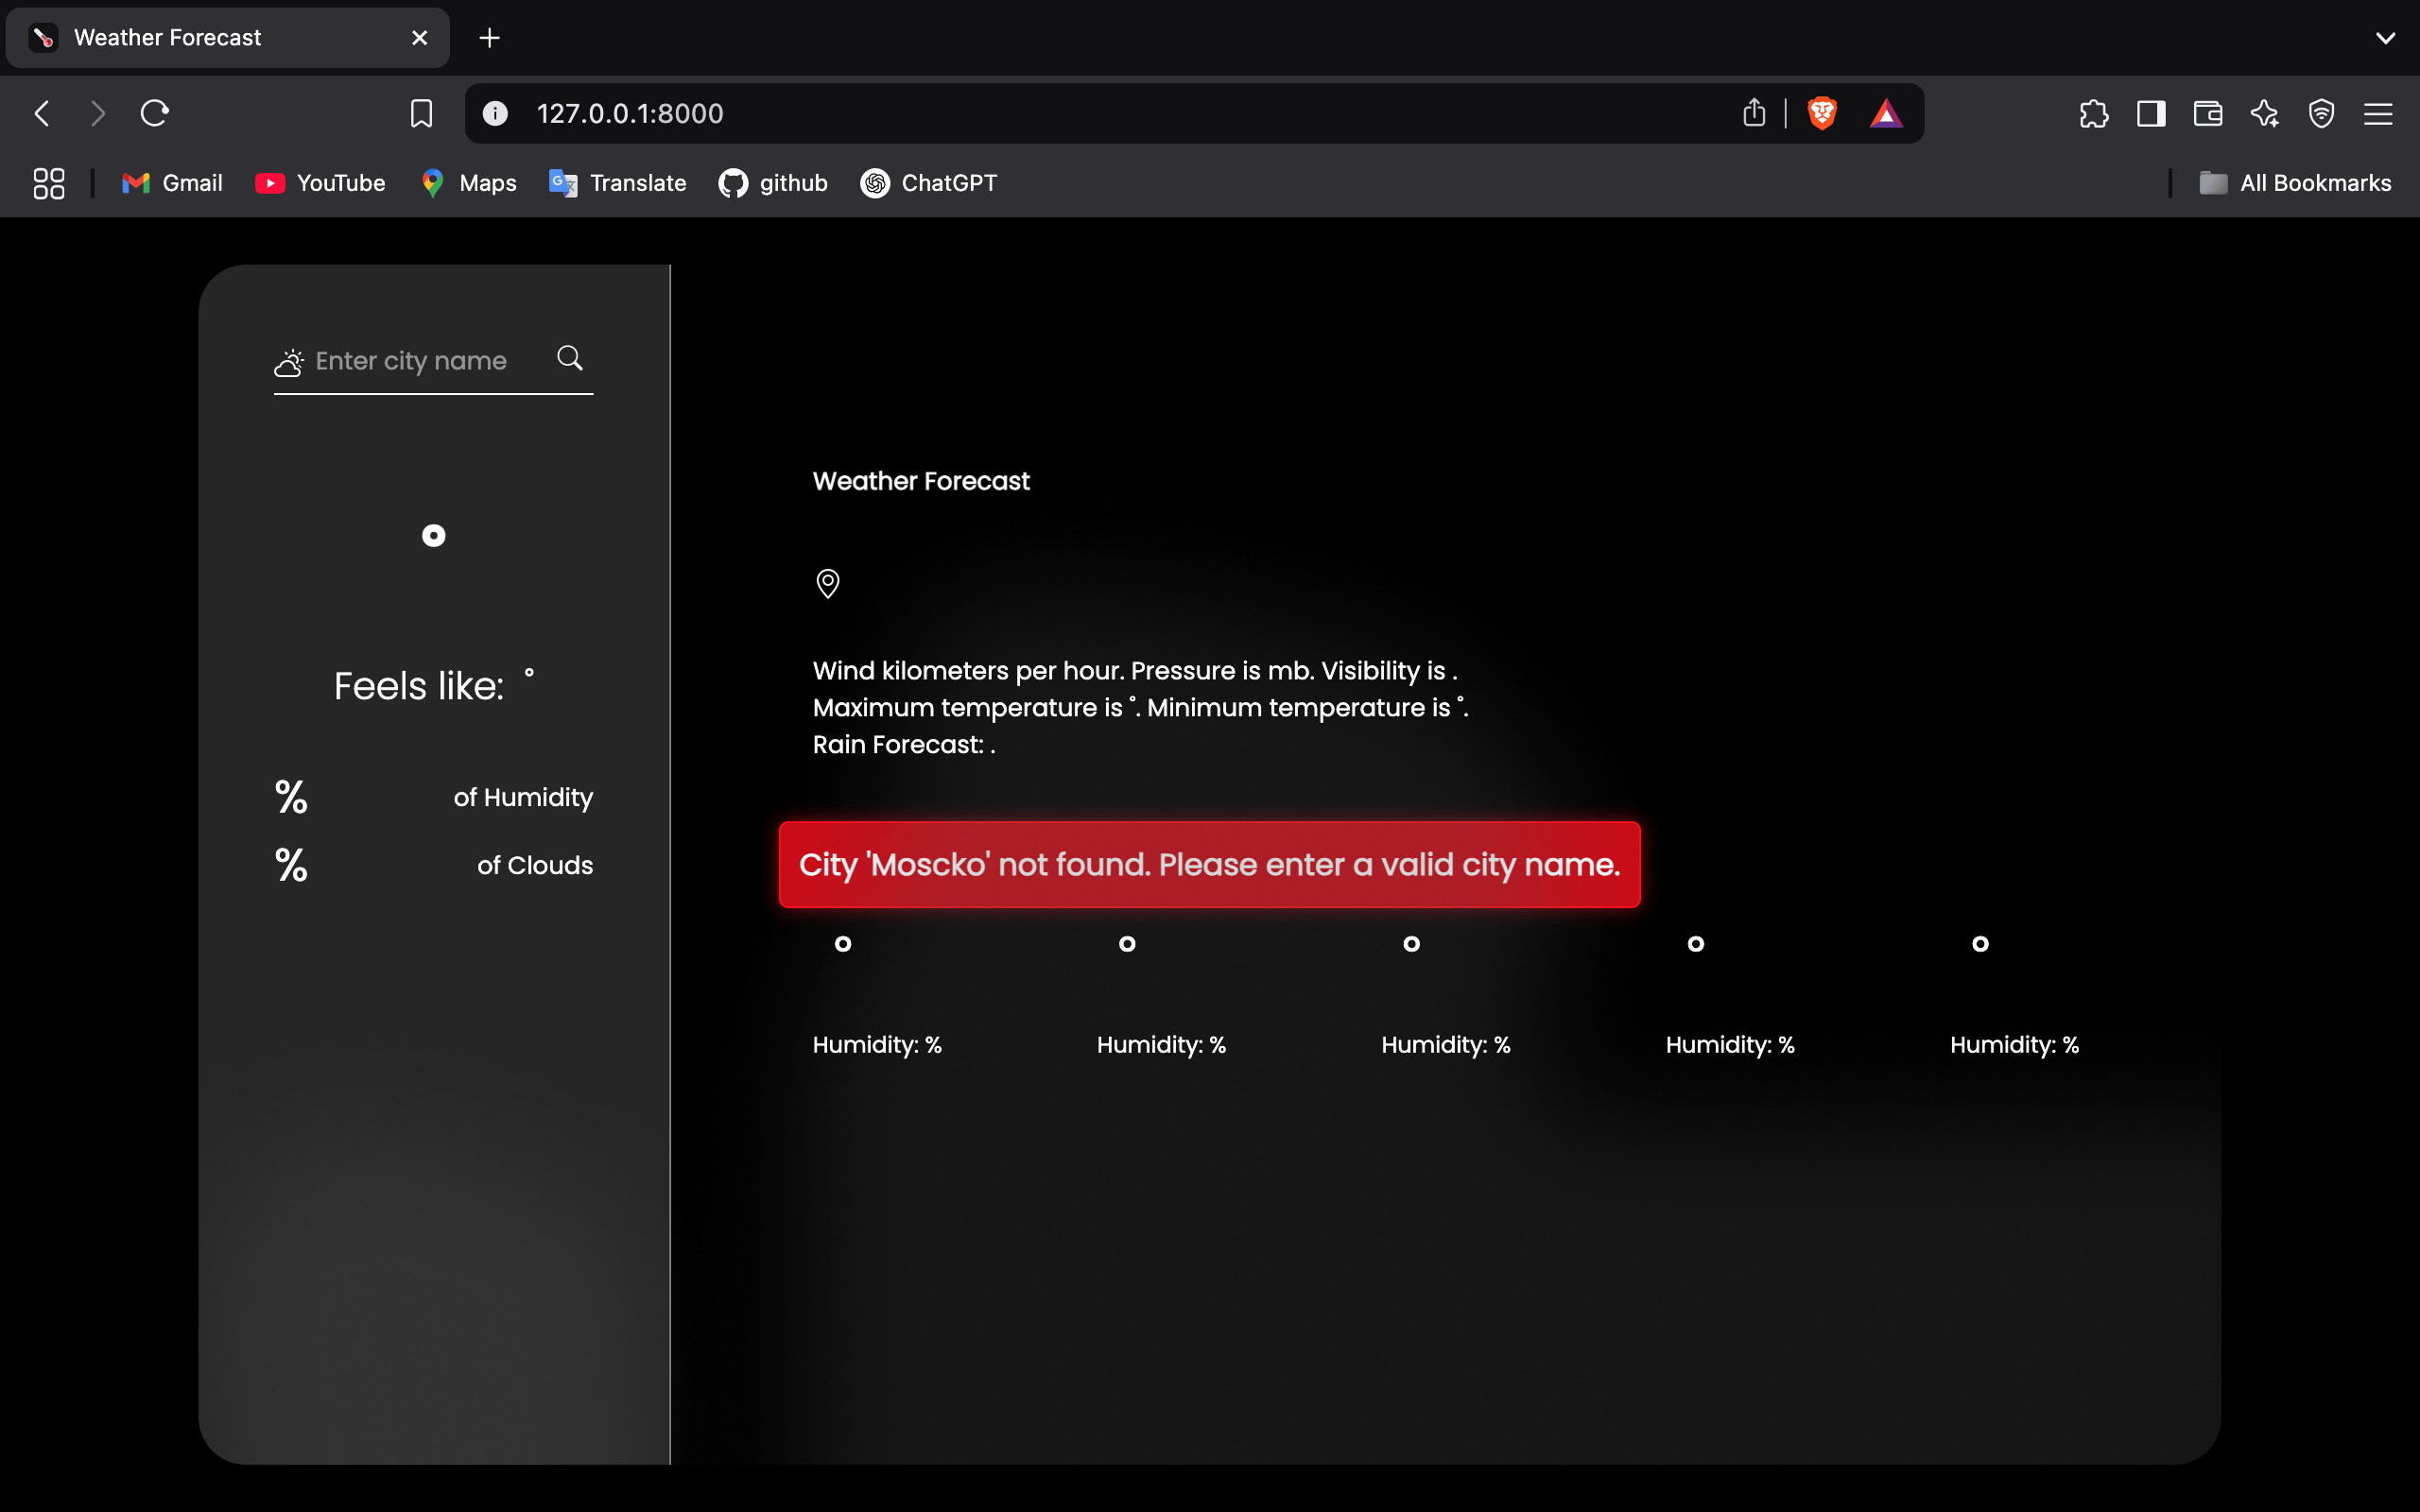 Weather Forecast
127.0.0.1:8000
Gmail
YouTube
Maps
Translate
github
ChatGPT
All Bookmarks
Enter city name
°
Feels like: °
% of Humidity
% of Clouds
Weather Forecast
Wind kilometers per hour. Pressure is mb. Visibility is .
Maximum temperature is °. Minimum temperature is °.
Rain Forecast: .
City 'Moscko' not found. Please enter a valid city name.
° ° ° ° °
Humidity: % Humidity: % Humidity: % Humidity: % Humidity: %